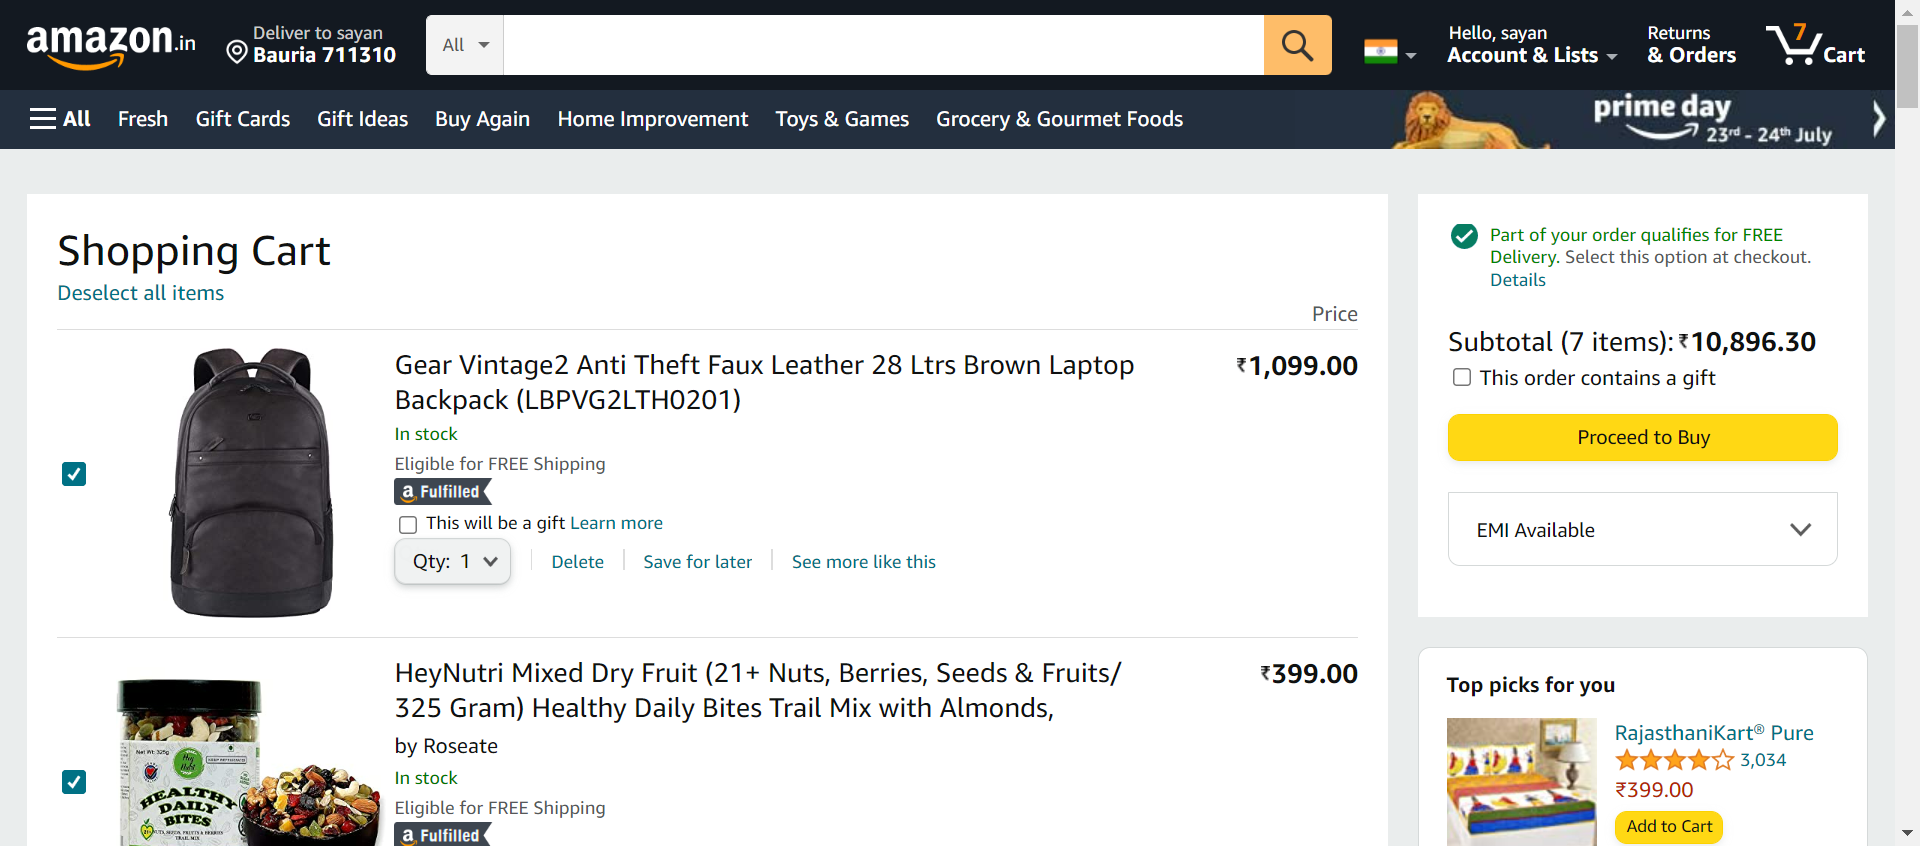 amazon.in
Deliver to sayan
Bauria 711310
All
Hello, sayan
Account & Lists
Returns
& Orders
7
Cart
All
Fresh
Gift Cards
Gift Ideas
Buy Again
Home Improvement
Toys & Games
Grocery & Gourmet Foods
prime day
23rd - 24th July
Shopping Cart
Deselect all items
Price
Gear Vintage2 Anti Theft Faux Leather 28 Ltrs Brown Laptop
Backpack (LBPVG2LTH0201)
₹1,099.00
In stock
Eligible for FREE Shipping
a Fulfilled
This will be a gift Learn more
Qty: 1
Delete
Save for later
See more like this
HeyNutri Mixed Dry Fruit (21+ Nuts, Berries, Seeds & Fruits/
325 Gram) Healthy Daily Bites Trail Mix with Almonds,
₹399.00
by Roseate
In stock
Eligible for FREE Shipping
a Fulfilled
Net Wt: 325g
HEALTHY
DAILY
BITES
TRAIL MIX
Part of your order qualifies for FREE
Delivery. Select this option at checkout.
Details
Subtotal (7 items): ₹10,896.30
This order contains a gift
Proceed to Buy
EMI Available
Top picks for you
RajasthaniKart® Pure
3,034
₹399.00
Add to Cart